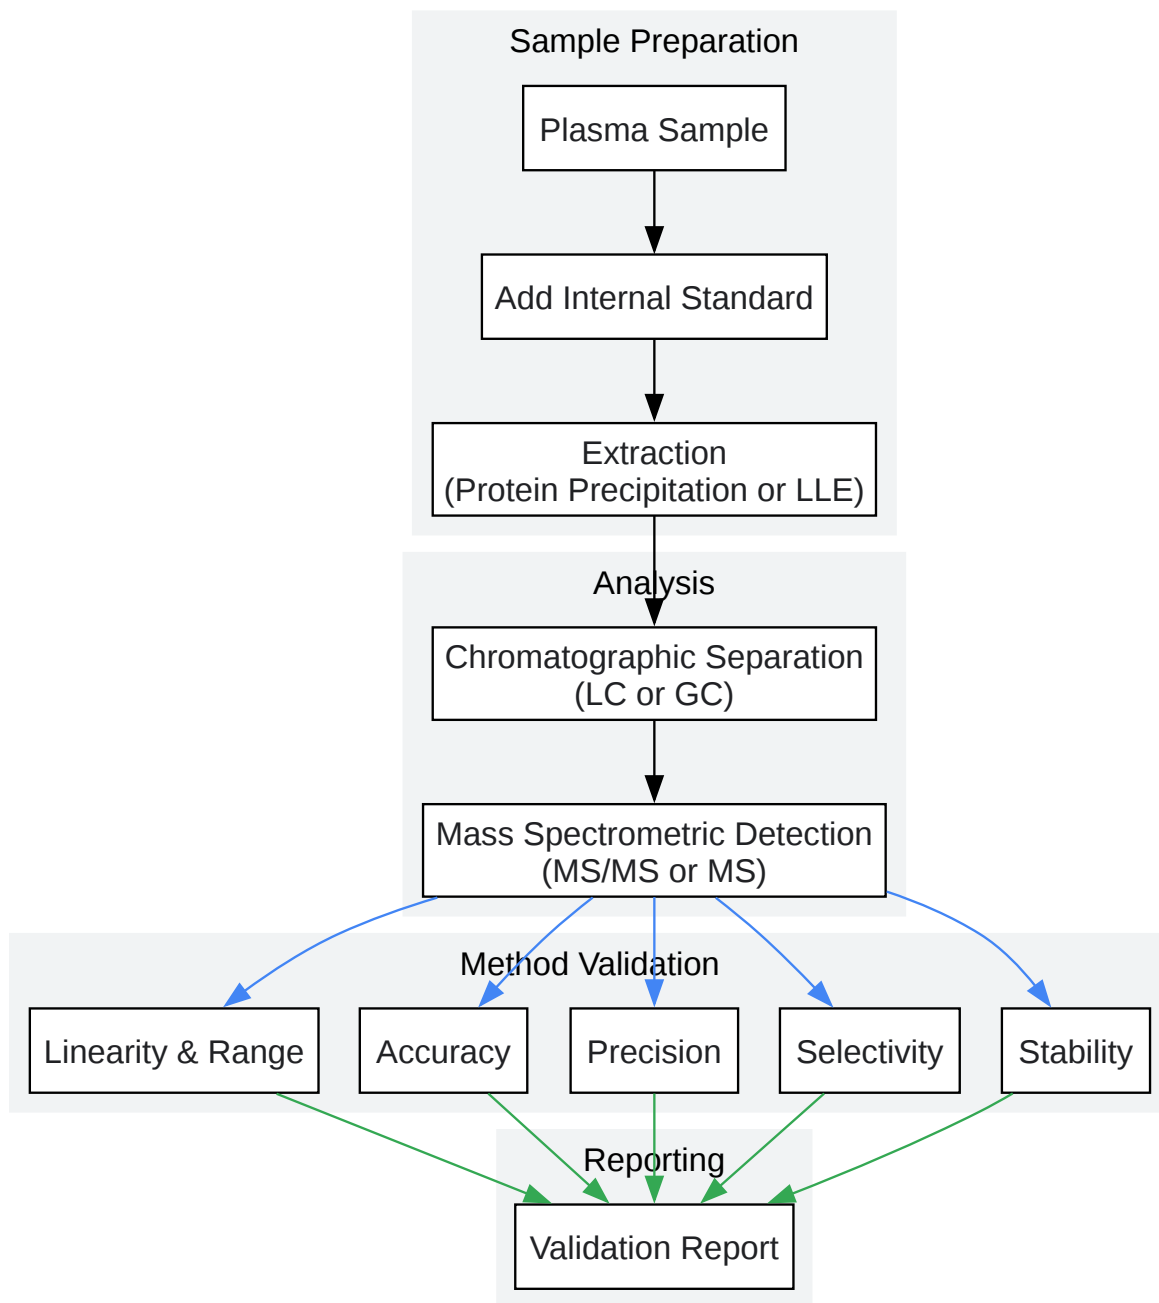 Sample Preparation
Plasma Sample
Add Internal Standard
Extraction
(Protein Precipitation or LLE)
Analysis
Chromatographic Separation
(LC or GC)
Mass Spectrometric Detection
(MS/MS or MS)
Method Validation
Linearity & Range
Accuracy
Precision
Selectivity
Stability
Reporting
Validation Report